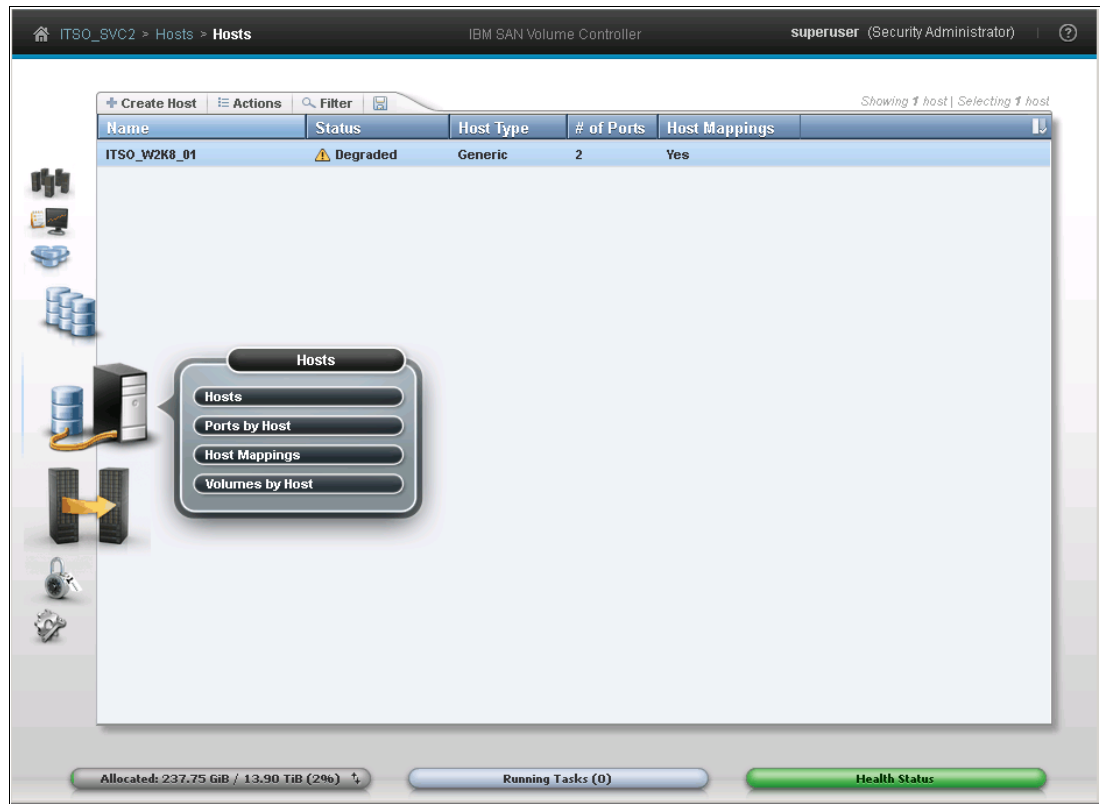 ITSO_SVC2 > Hosts > Hosts IBM SAN Volume Controller superuser (Security Administrator) ?
Create Host Actions Filter Showing 1 host | Selecting 1 host
Name Status Host Type # of Ports Host Mappings
ITSO_W2K8_01 Degraded Generic 2 Yes
Hosts
Hosts
Ports by Host
Host Mappings
Volumes by Host
Allocated: 237.75 GiB / 13.90 TiB (2%) Running Tasks (0) Health Status